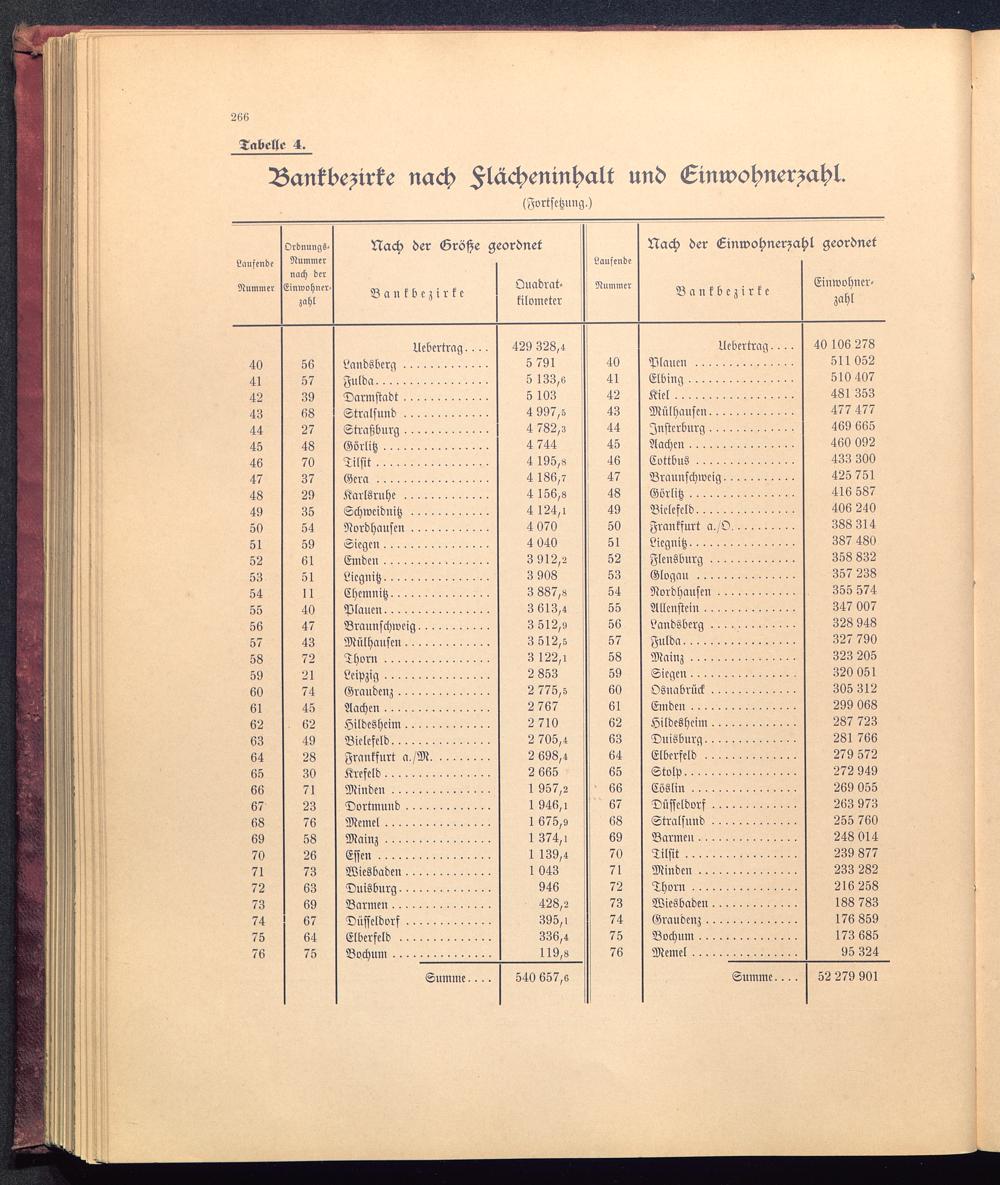 266
Tabelle 4.
Bankbezirke nach Flächeninhalt und Einwohnerzahl.
(Fortsetzung.)
Laufende Nummer | Ordnungs-Nummer nach der Einwohner-zahl | Nach der Größe geordnet | Laufende Nummer | Nach der Einwohnerzahl geordnet
Bankbezirke | Quadrat-kilometer | Bankbezirke | Einwohner-zahl
Uebertrag.... 429 328,4 | Uebertrag.... 40 106 278
40 56 Landsberg 5 791 | 40 Plauen 511 052
41 57 Fulda 5 133,6 | 41 Elbing 510 407
42 39 Darmstadt 5 103 | 42 Kiel 481 353
43 68 Stralsund 4 997,5 | 43 Mülhausen 477 477
44 27 Straßburg 4 782,3 | 44 Insterburg 469 665
45 48 Görlitz 4 744 | 45 Aachen 460 092
46 70 Tilsit 4 195,8 | 46 Cottbus 433 300
47 37 Gera 4 186,7 | 47 Braunschweig 425 751
48 29 Karlsruhe 4 156,8 | 48 Görlitz 416 587
49 35 Schweidnitz 4 124,1 | 49 Bielefeld 406 240
50 54 Nordhausen 4 070 | 50 Frankfurt a./O. 388 314
51 59 Siegen 4 040 | 51 Liegnitz 387 480
52 61 Emden 3 912,2 | 52 Flensburg 358 832
53 51 Liegnitz 3 908 | 53 Glogau 357 238
54 11 Chemnitz 3 887,8 | 54 Nordhausen 355 574
55 40 Plauen 3 613,4 | 55 Allenstein 347 007
56 47 Braunschweig 3 512,9 | 56 Landsberg 328 948
57 43 Mülhausen 3 512,5 | 57 Fulda 327 790
58 72 Thorn 3 122,1 | 58 Mainz 323 205
59 21 Leipzig 2 853 | 59 Siegen 320 051
60 74 Graudenz 2 775,5 | 60 Osnabrück 305 312
61 45 Aachen 2 767 | 61 Emden 299 068
62 62 Hildesheim 2 710 | 62 Hildesheim 287 723
63 49 Bielefeld 2 705,4 | 63 Duisburg 281 766
64 28 Frankfurt a./M. 2 698,4 | 64 Elberfeld 279 572
65 30 Krefeld 2 665 | 65 Stolp 272 949
66 71 Minden 1 957,2 | 66 Cöslin 269 055
67 23 Dortmund 1 946,1 | 67 Düsseldorf 263 973
68 76 Memel 1 675,9 | 68 Stralsund 255 760
69 58 Mainz 1 374,1 | 69 Barmen 248 014
70 26 Essen 1 139,4 | 70 Tilsit 239 877
71 73 Wiesbaden 1 043 | 71 Minden 233 282
72 63 Duisburg 946 | 72 Thorn 216 258
73 69 Barmen 428,2 | 73 Wiesbaden 188 783
74 67 Düsseldorf 395,1 | 74 Graudenz 176 859
75 64 Elberfeld 336,4 | 75 Bochum 173 685
76 75 Bochum 119,8 | 76 Memel 95 324
Summe.... 540 657,6 | Summe.... 52 279 901